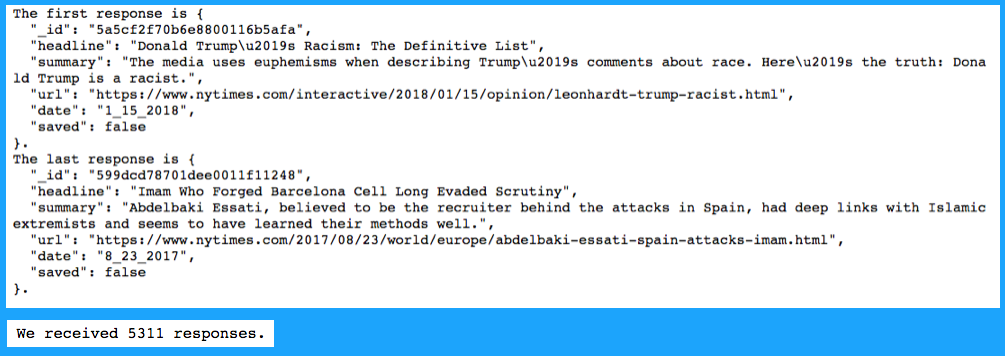 The first response is {
  "_id": "5a5cf2f70b6e8800116b5afa",
  "headline": "Donald Trump\u2019s Racism: The Definitive List",
  "summary": "The media uses euphemisms when describing Trump\u2019s comments about race. Here\u2019s the truth: Dona
ld Trump is a racist.",
  "url": "https://www.nytimes.com/interactive/2018/01/15/opinion/leonhardt-trump-racist.html",
  "date": "1_15_2018",
  "saved": false
}.
The last response is {
  "_id": "599dcd78701dee0011f11248",
  "headline": "Imam Who Forged Barcelona Cell Long Evaded Scrutiny",
  "summary": "Abdelbaki Essati, believed to be the recruiter behind the attacks in Spain, had deep links with Islamic
extremists and seems to have learned their methods well.",
  "url": "https://www.nytimes.com/2017/08/23/world/europe/abdelbaki-essati-spain-attacks-imam.html",
  "date": "8_23_2017",
  "saved": false
}.
We received 5311 responses.